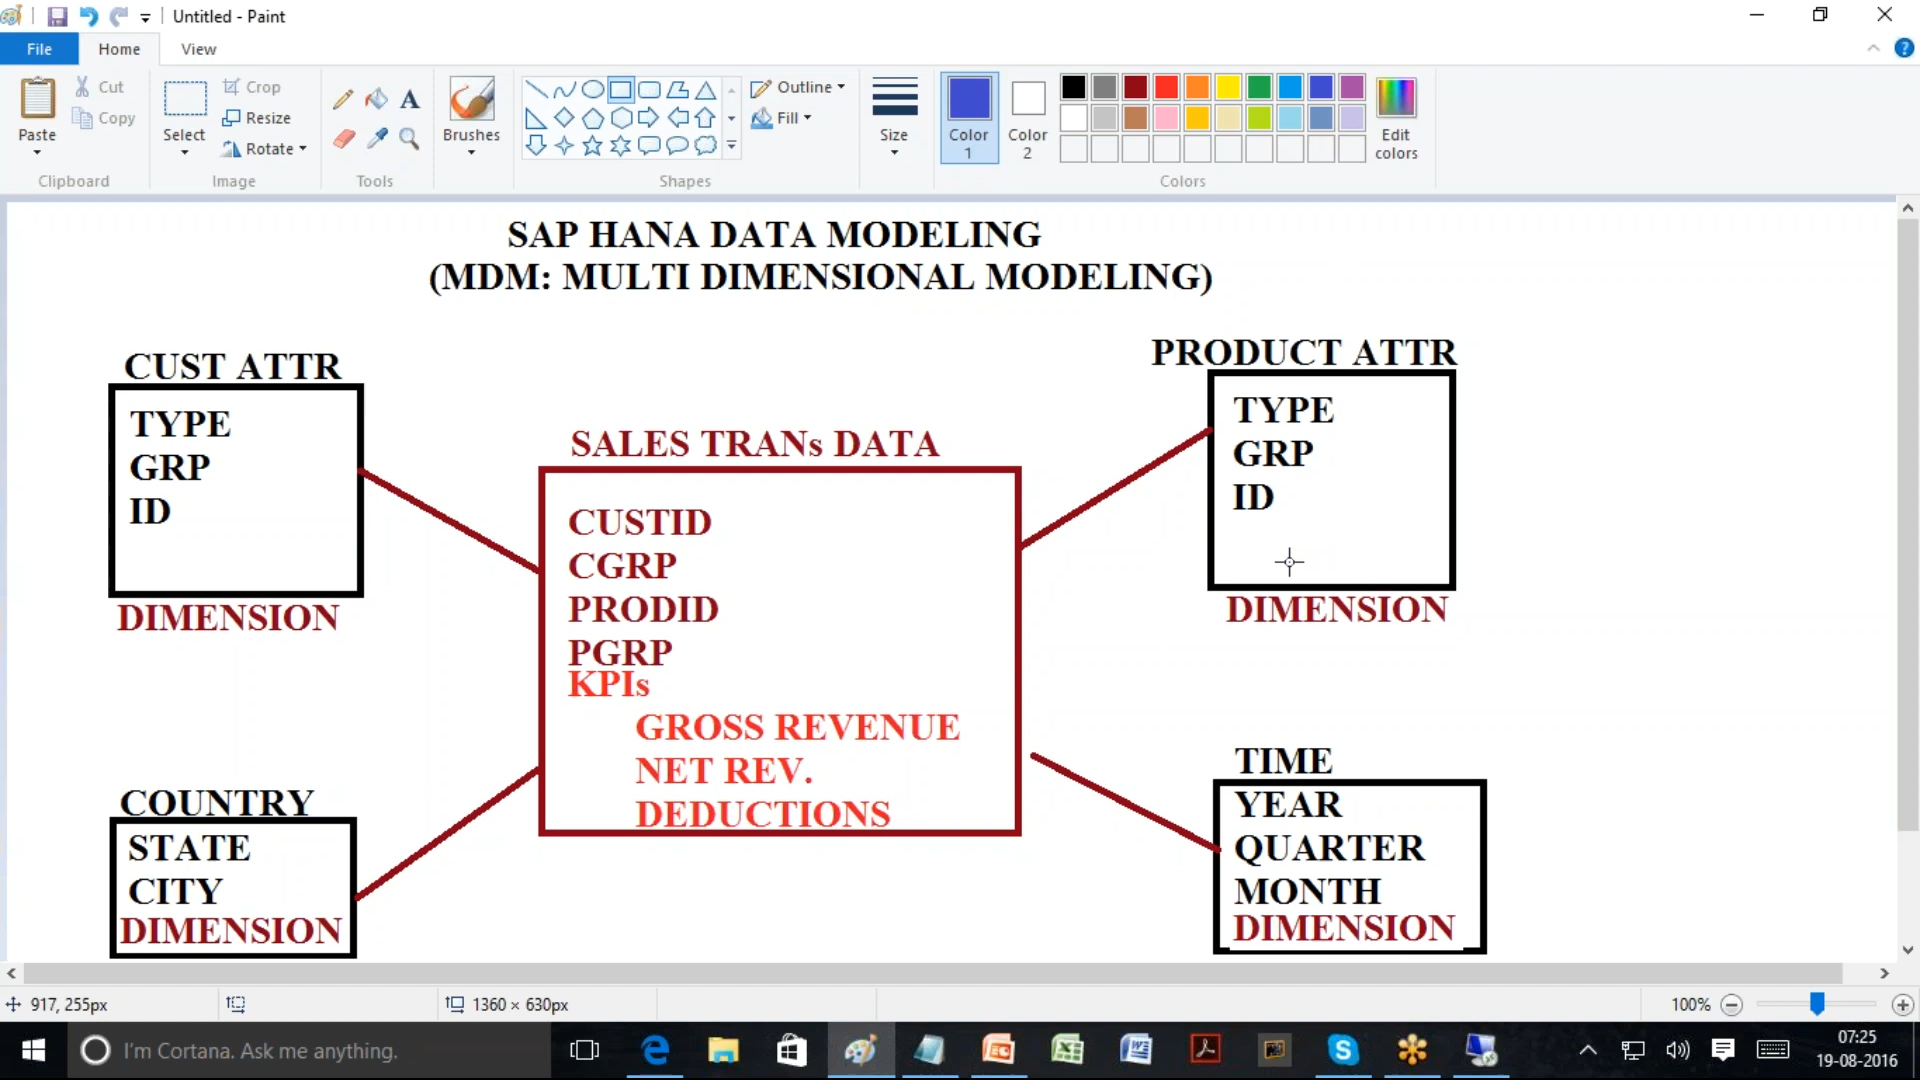 Untitled - Paint
File Home View
Paste
Cut
Copy
Clipboard
Select
Crop
Resize
Rotate
Image
Tools
Brushes
Shapes
Outline
Fill
Size
Color 1
Color 2
Edit colors
Colors
SAP HANA DATA MODELING
(MDM: MULTI DIMENSIONAL MODELING)
CUST ATTR
TYPE
GRP
ID
DIMENSION
SALES TRANs DATA
CUSTID
CGRP
PRODID
PGRP
KPIs
GROSS REVENUE
NET REV.
DEDUCTIONS
PRODUCT ATTR
TYPE
GRP
ID
DIMENSION
COUNTRY
STATE
CITY
DIMENSION
TIME
YEAR
QUARTER
MONTH
DIMENSION
917, 255px
1360 × 630px
100%
I'm Cortana. Ask me anything.
07:25
19-08-2016